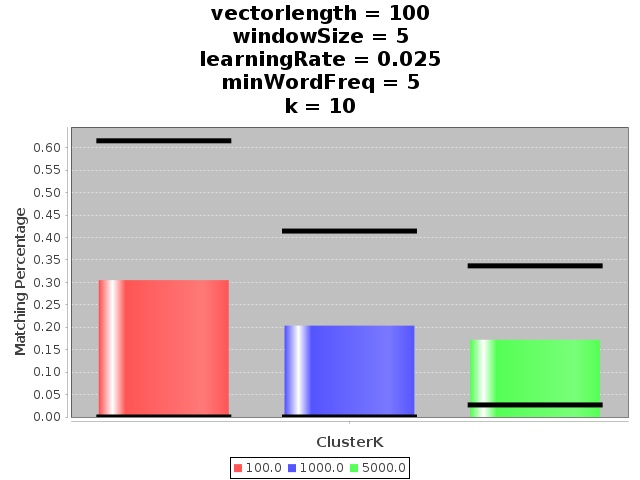 vectorlength = 100
windowSize = 5
learningRate = 0.025
minWordFreq = 5
k = 10
Matching Percentage
0.60
0.55
0.50
0.45
0.40
0.35
0.30
0.25
0.20
0.15
0.10
0.05
0.00
ClusterK
100.0 1000.0 5000.0